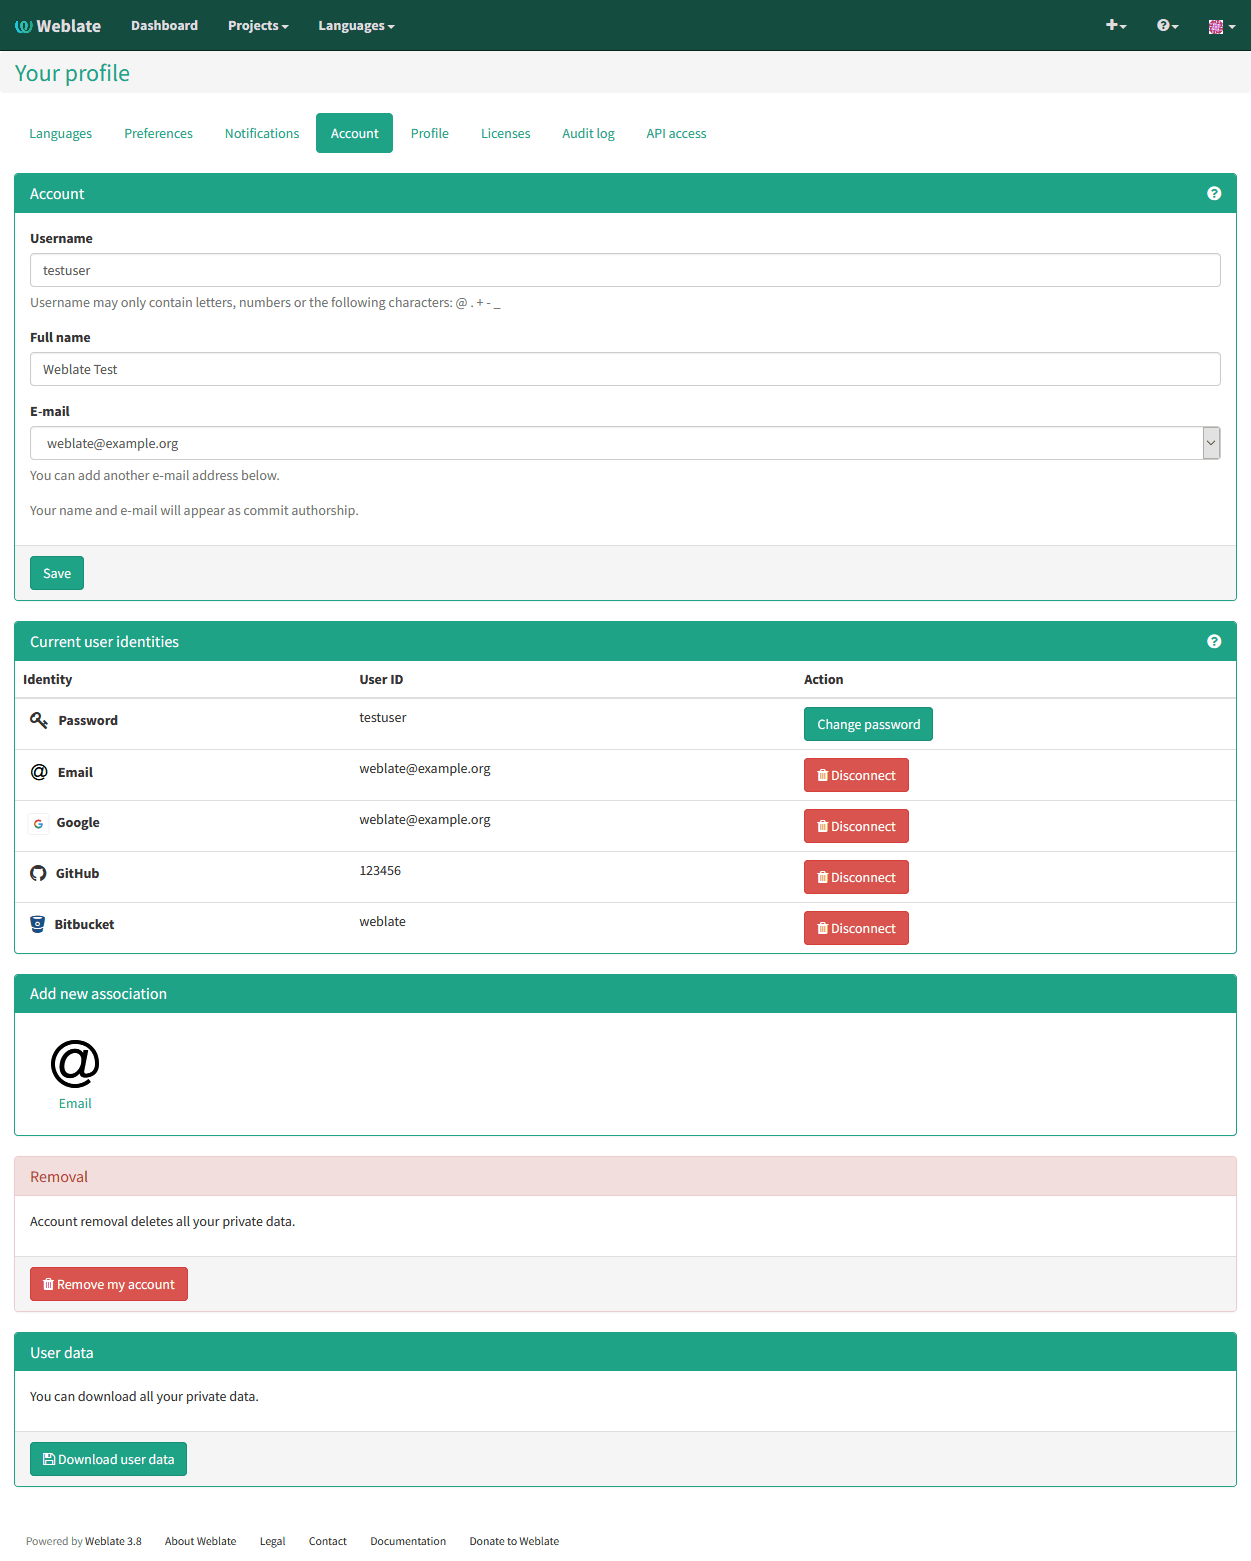 Weblate Dashboard Projects Languages
Your profile
Languages Preferences Notifications Account Profile Licenses Audit log API access
Account
Username
testuser
Username may only contain letters, numbers or the following characters: @ . + - _
Full name
Weblate Test
E-mail
weblate@example.org
You can add another e-mail address below.
Your name and e-mail will appear as commit authorship.
Save
Current user identities
Identity User ID Action
Password testuser Change password
Email weblate@example.org Disconnect
Google weblate@example.org Disconnect
GitHub 123456 Disconnect
Bitbucket weblate Disconnect
Add new association
@
Email
Removal
Account removal deletes all your private data.
Remove my account
User data
You can download all your private data.
Download user data
Powered by Weblate 3.8 About Weblate Legal Contact Documentation Donate to Weblate